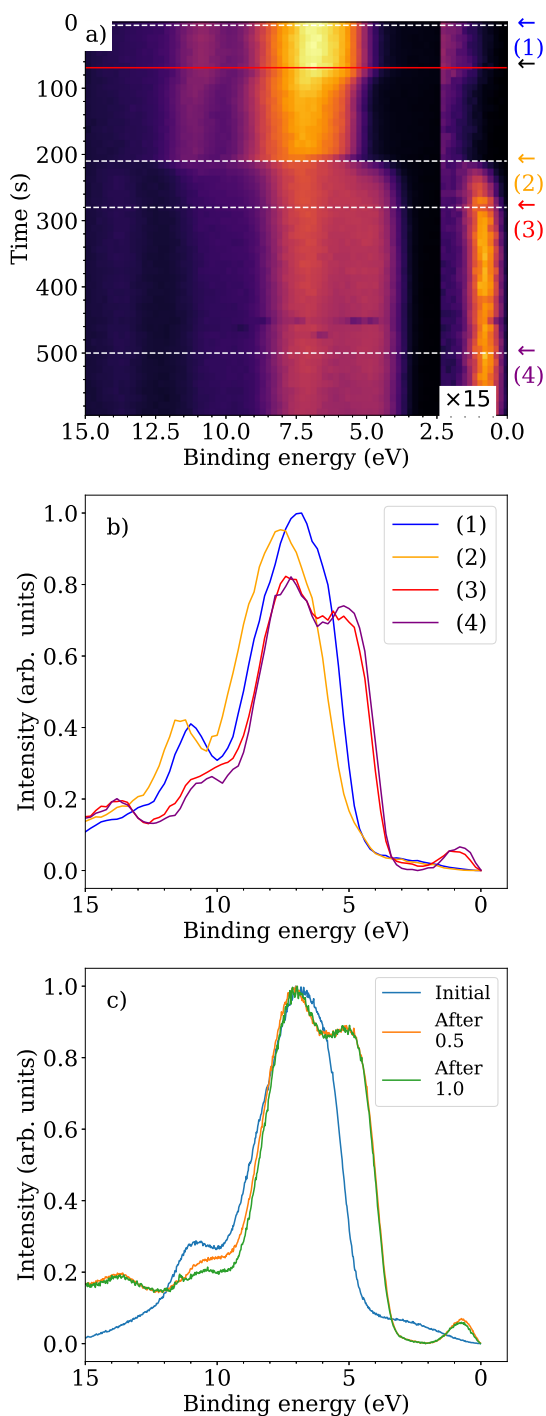 a)
0
100
200
300
400
500
Time (s)
←
(1)
←
←
(2)
←
(3)
←
(4)
×15
15.0 12.5 10.0 7.5 5.0 2.5 0.0
Binding energy (eV)
b)
(1)
(2)
(3)
(4)
1.0
0.8
0.6
0.4
0.2
0.0
Intensity (arb. units)
15 10 5 0
Binding energy (eV)
c)
Initial
After
0.5
After
1.0
1.0
0.8
0.6
0.4
0.2
0.0
Intensity (arb. units)
15 10 5 0
Binding energy (eV)